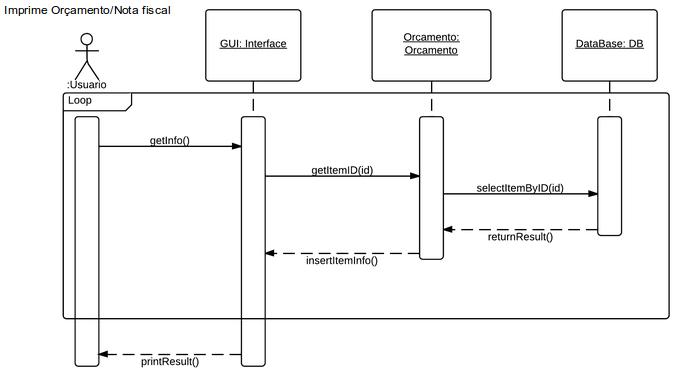 Imprime Orçamento/Nota fiscal
GUI: Interface
Orcamento:
Orcamento
DataBase: DB
:Usuario
Loop
getInfo()
getItemID(id)
selectItemByID(id)
returnResult()
insertItemInfo()
printResult()